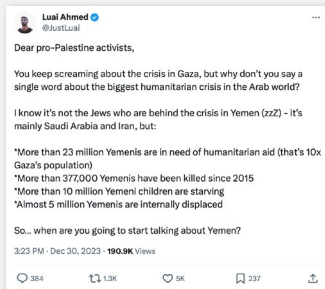 Luai Ahmed
@JustLuai
Dear pro-Palestine activists,
You keep screaming about the crisis in Gaza, but why don't you say a
single word about the biggest humanitarian crisis in the Arab world?
I know it's not the Jews who are behind the crisis in Yemen (zzZ) - it's
mainly Saudi Arabia and Iran, but:
*More than 23 million Yemenis are in need of humanitarian aid (that's 10x
Gaza's population)
*More than 377,000 Yemenis have been killed since 2015
*More than 10 million Yemeni children are starving
*Almost 5 million Yemenis are internally displaced
So... when are you going to start talking about Yemen?
3:23 PM · Dec 30, 2023 · 190.9K Views
384 1.3K 5K 237